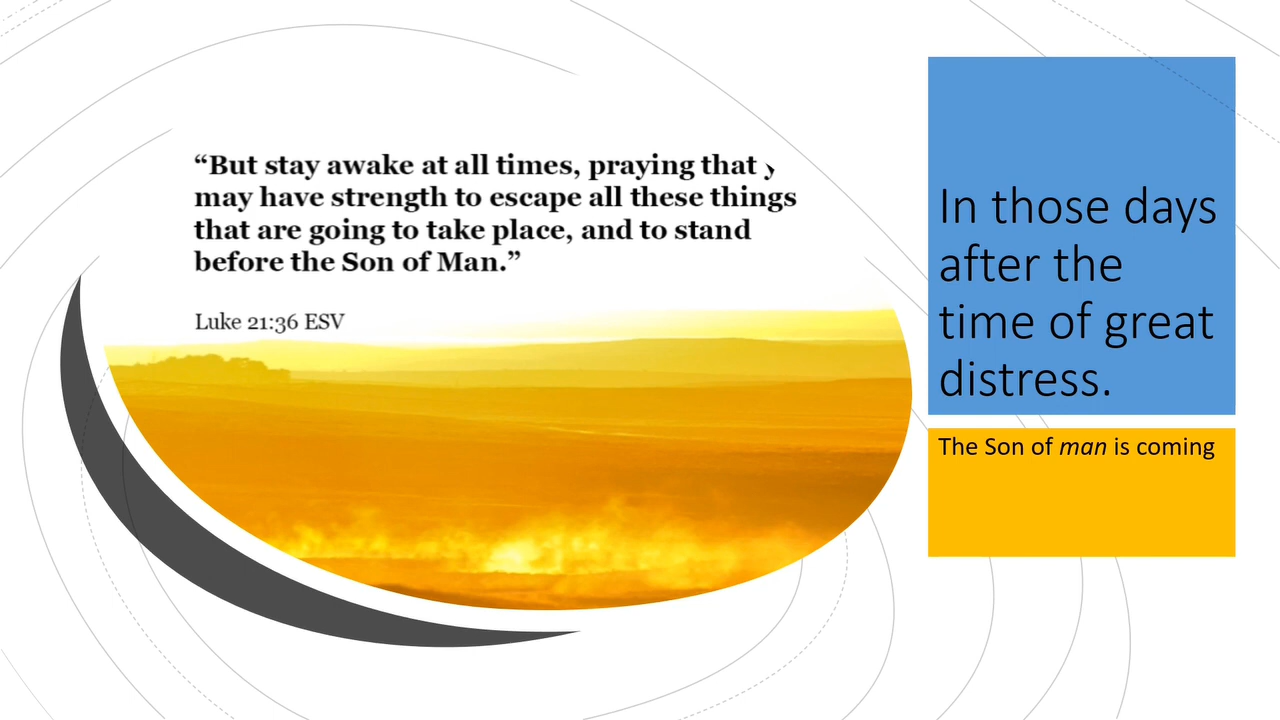 “But stay awake at all times, praying that
may have strength to escape all these things
that are going to take place, and to stand
before the Son of Man.”
Luke 21:36 ESV
In those days
after the
time of great
distress.
The Son of man is coming